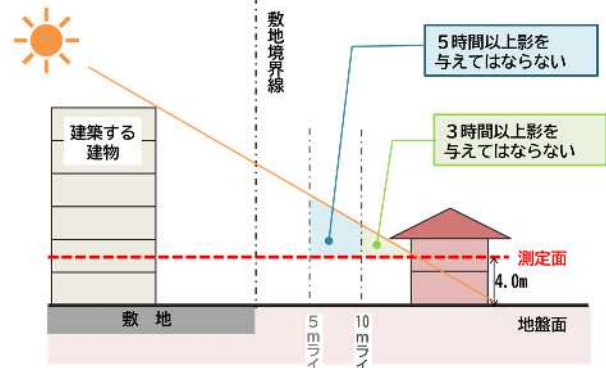 敷地境界線
５時間以上影を
与えてはならない
建築する
建物
３時間以上影を
与えてはならない
測定面
4.0m
敷 地
地盤面
５ｍライ
10ｍライ